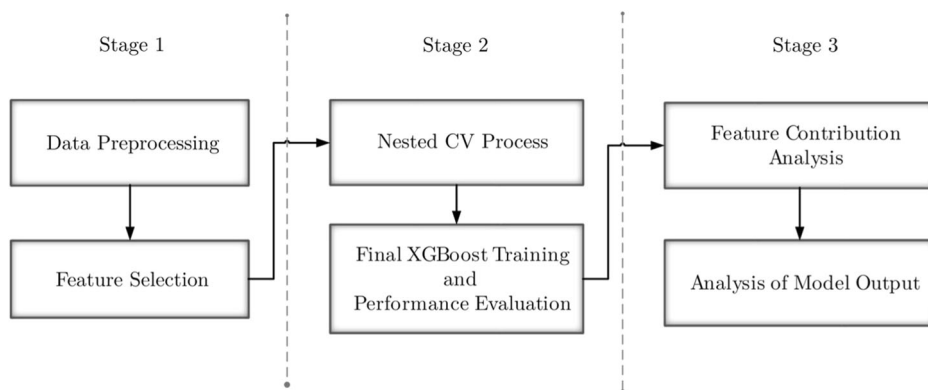 Stage 1
Data Preprocessing
Feature Selection
Stage 2
Nested CV Process
Final XGBoost Training
and
Performance Evaluation
Stage 3
Feature Contribution
Analysis
Analysis of Model Output